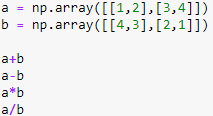 a = np.array([[1,2],[3,4]])
b = np.array([[4,3],[2,1]])
a+b
a-b
a*b
a/b